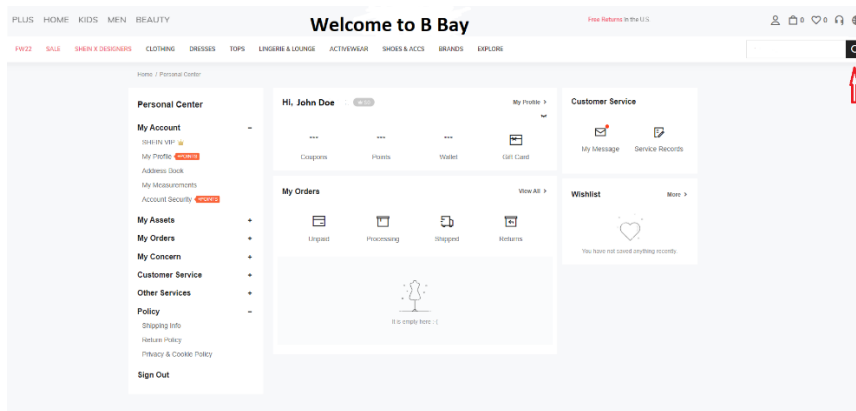 PLUS HOME KIDS MEN BEAUTY
Welcome to B Bay
Free Returns in the U.S.
0 0
FW22 SALE SHEIN X DESIGNERS CLOTHING DRESSES TOPS LINGERIE & LOUNGE ACTIVEWEAR SHOES & ACCS BRANDS EXPLORE
Home / Personal Center
Personal Center
My Account -
SHEIN VIP
My Profile
Address Book
My Measurements
Account Security
My Assets +
My Orders +
My Concern +
Customer Service +
Other Services +
Policy -
Shipping Info
Return Policy
Privacy & Cookie Policy
Sign Out
Hi, John Doe
My Profile >
... ... ...
Coupons Points Wallet Gift Card
My Orders View All >
Unpaid Processing Shipped Returns
It is empty here :-(
Customer Service
My Message Service Records
Wishlist More >
You have not saved anything recently.